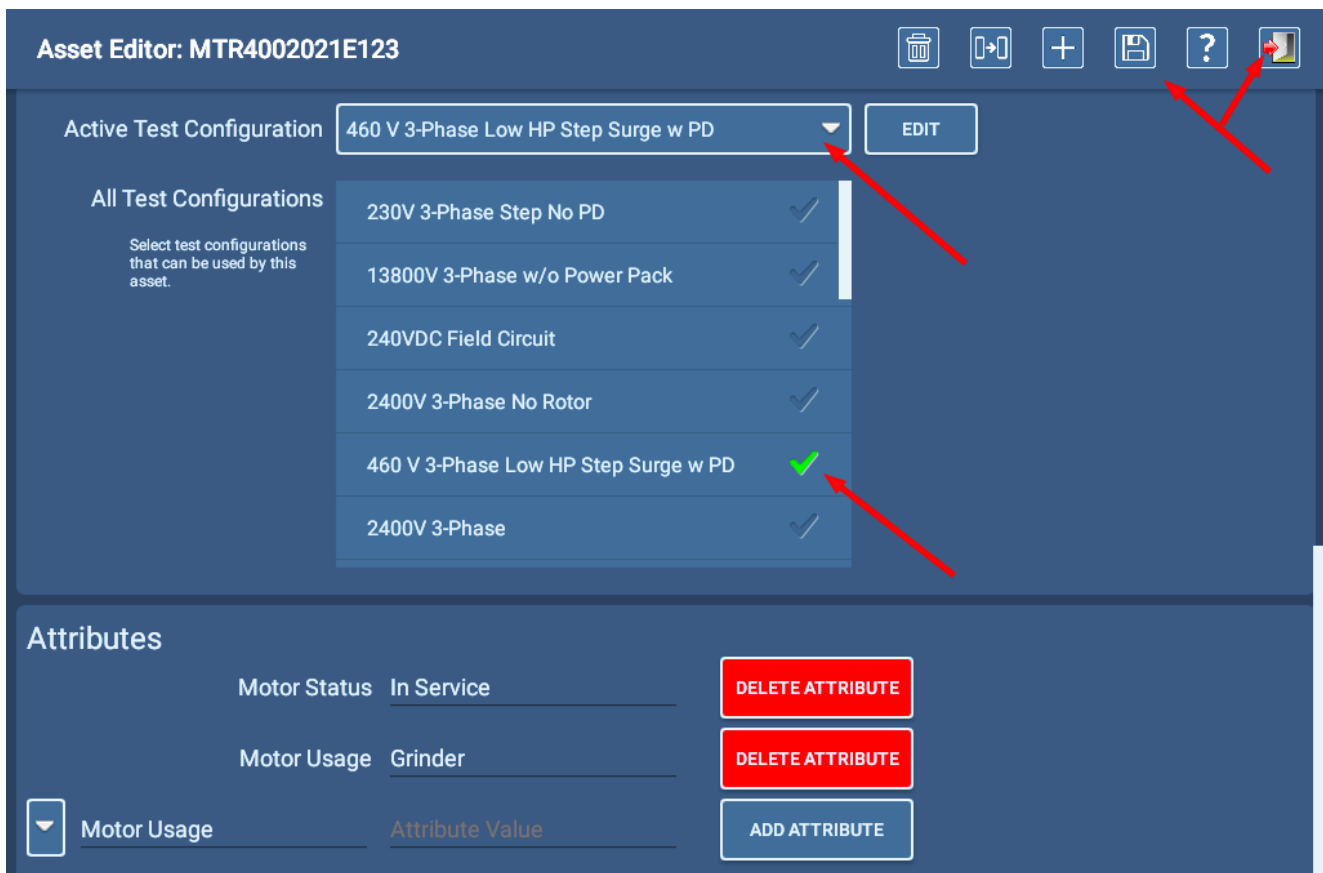 Asset Editor: MTR4002021E123
?
Active Test Configuration 460 V 3-Phase Low HP Step Surge w PD EDIT
All Test Configurations
Select test configurations
that can be used by this
asset.
230V 3-Phase Step No PD
13800V 3-Phase w/o Power Pack
240VDC Field Circuit
2400V 3-Phase No Rotor
460 V 3-Phase Low HP Step Surge w PD
2400V 3-Phase
Attributes
Motor Status In Service DELETE ATTRIBUTE
Motor Usage Grinder DELETE ATTRIBUTE
Motor Usage Attribute Value ADD ATTRIBUTE